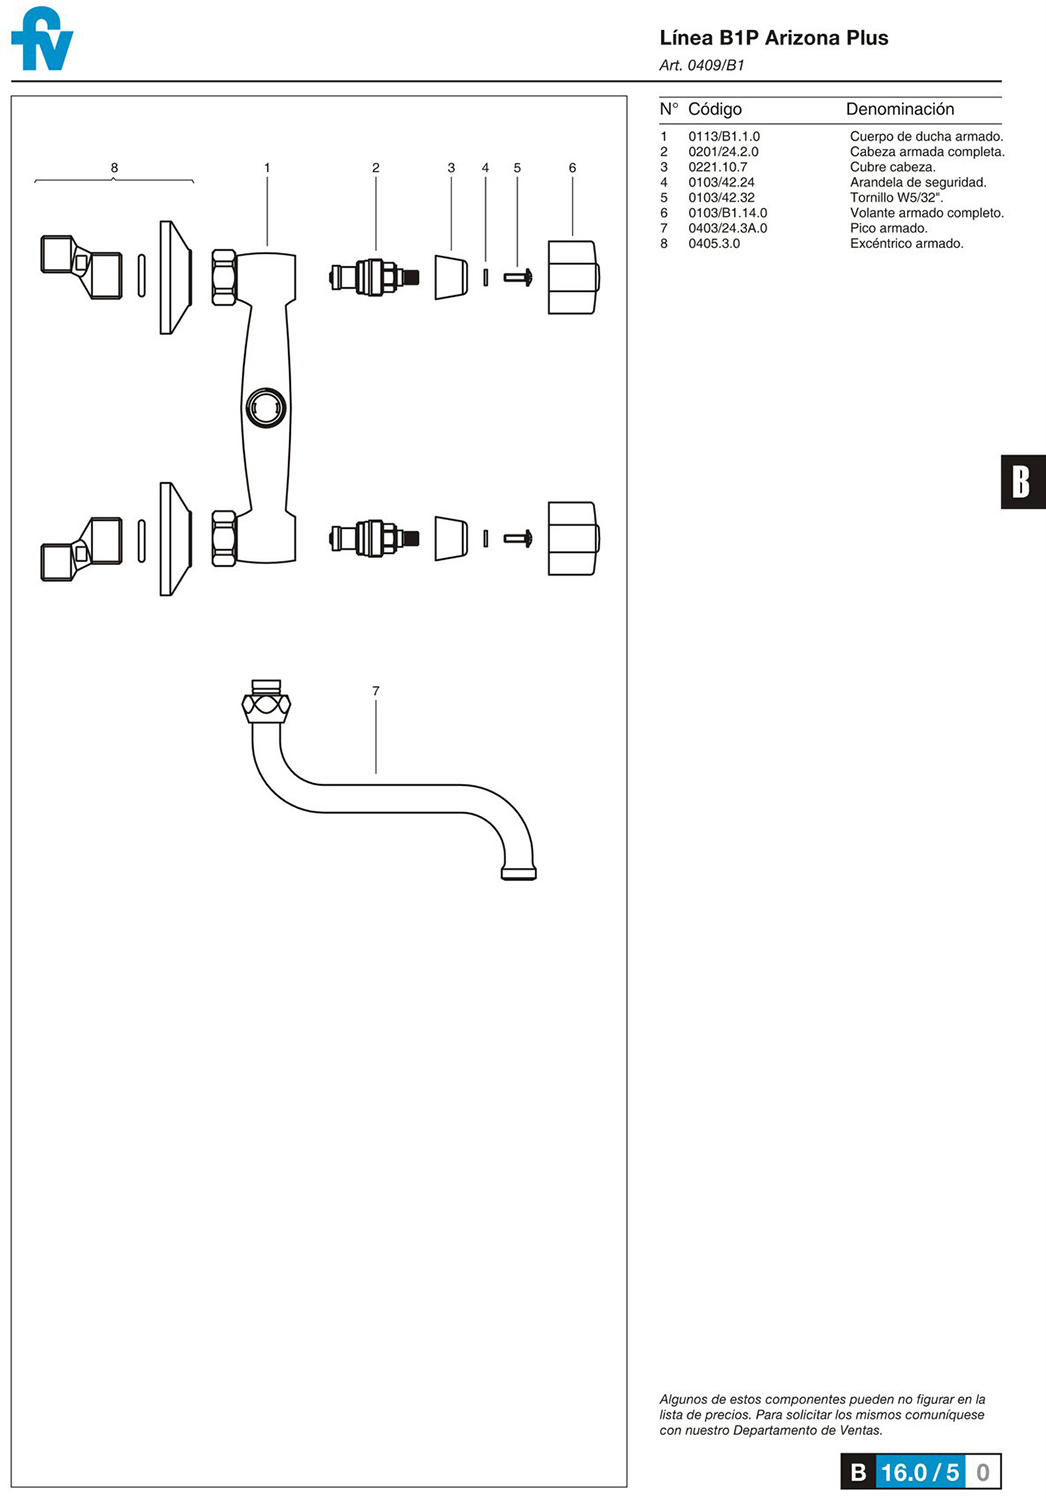 fv
Línea B1P Arizona Plus
Art. 0409/B1
N° Código Denominación
1 0113/B1.1.0 Cuerpo de ducha armado.
2 0201/24.2.0 Cabeza armada completa.
3 0221.10.7 Cubre cabeza.
4 0103/42.24 Arandela de seguridad.
5 0103/42.32 Tornillo W5/32".
6 0103/B1.14.0 Volante armado completo.
7 0403/24.3A.0 Pico armado.
8 0405.3.0 Excéntrico armado.
8 1 2 3 4 5 6
B
7
Algunos de estos componentes pueden no figurar en la
lista de precios. Para solicitar los mismos comuníquese
con nuestro Departamento de Ventas.
B 16.0 / 5 0